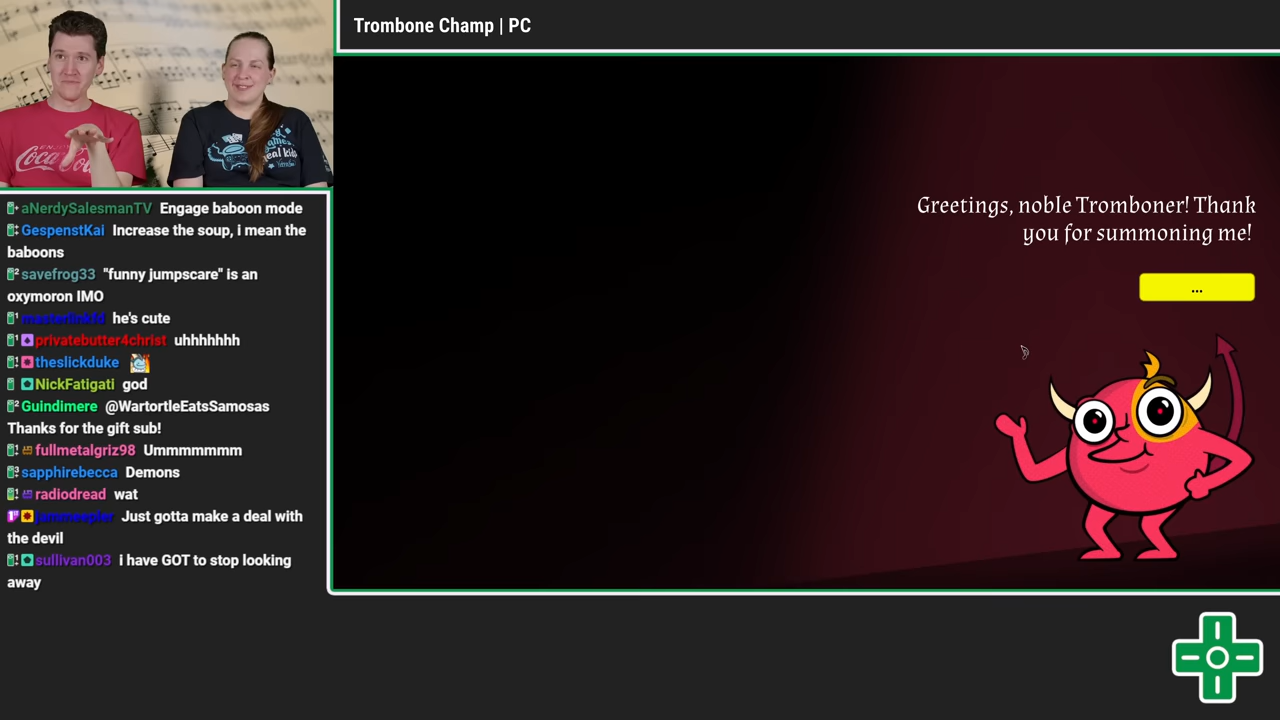 Trombone Champ | PC
Coca-Cola
aNerdySalesmanTV Engage baboon mode
GespenstKai Increase the soup, i mean the
baboons
savefrog33 "funny jumpscare" is an
oxymoron IMO
masterlinkfd he's cute
privatebutter4christ uhhhhhhh
theslickduke
NickFatigati god
Guindimere @WartortleEatsSamosas
Thanks for the gift sub!
fullmetalgriz98 Ummmmmmm
sapphirebecca Demons
radiodread wat
Just gotta make a deal with
the devil
sullivan003 i have GOT to stop looking
away
Greetings, noble Tromboner! Thank
you for summoning me!
...